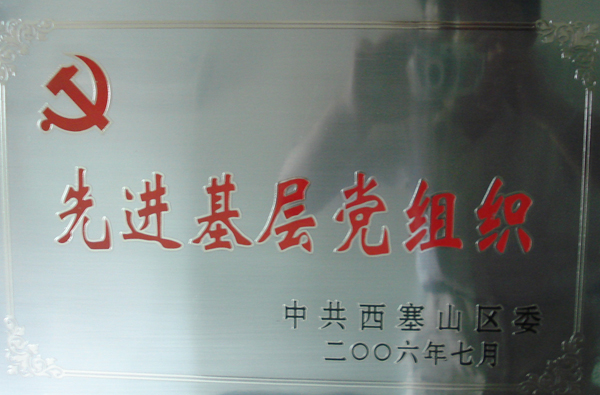 先进基层党组织
中共西塞山区委
二〇〇六年七月